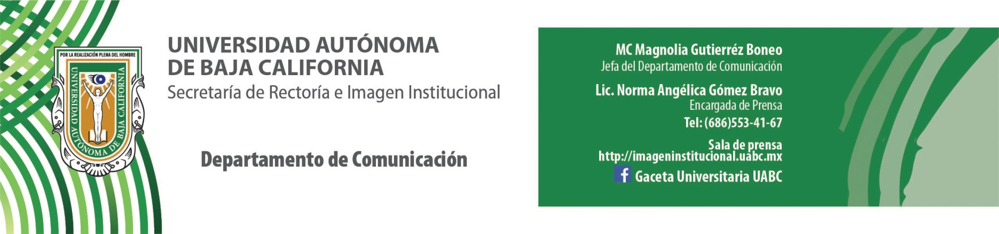 POR LA REALIZACIÓN PLENA DEL HOMBRE
UNIVERSIDAD AUTÓNOMA DE BAJA CALIFORNIA
UNIVERSIDAD AUTÓNOMA
DE BAJA CALIFORNIA
Secretaría de Rectoría e Imagen Institucional
Departamento de Comunicación
MC Magnolia Gutierréz Boneo
Jefa del Departamento de Comunicación
Lic. Norma Angélica Gómez Bravo
Encargada de Prensa
Tel: (686)553-41-67
Sala de prensa
http://imageninstitucional.uabc.mx
f Gaceta Universitaria UABC